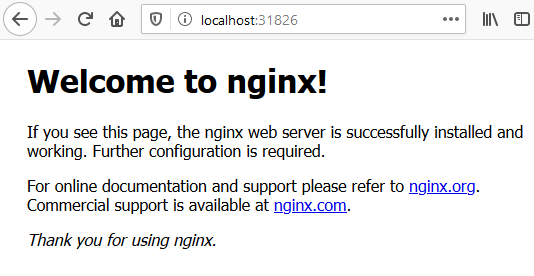 localhost:31826
Welcome to nginx!
If you see this page, the nginx web server is successfully installed and
working. Further configuration is required.
For online documentation and support please refer to nginx.org.
Commercial support is available at nginx.com.
Thank you for using nginx.